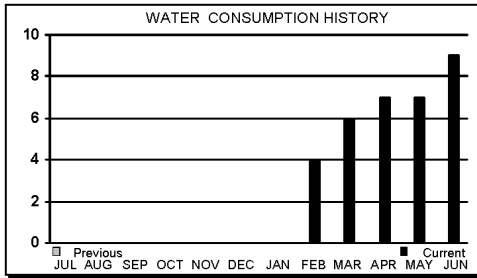 WATER CONSUMPTION HISTORY
10
8
6
4
2
0
Previous
Current
JUL AUG SEP OCT NOV DEC JAN FEB MAR APR MAY JUN